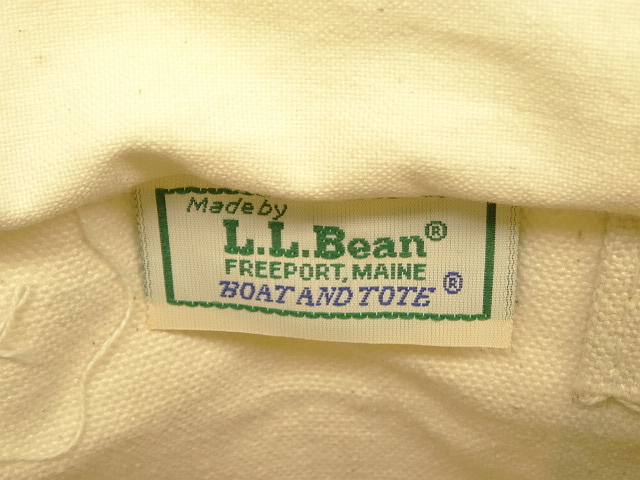 Made by
L.L.Bean®
FREEPORT, MAINE
BOAT AND TOTE®